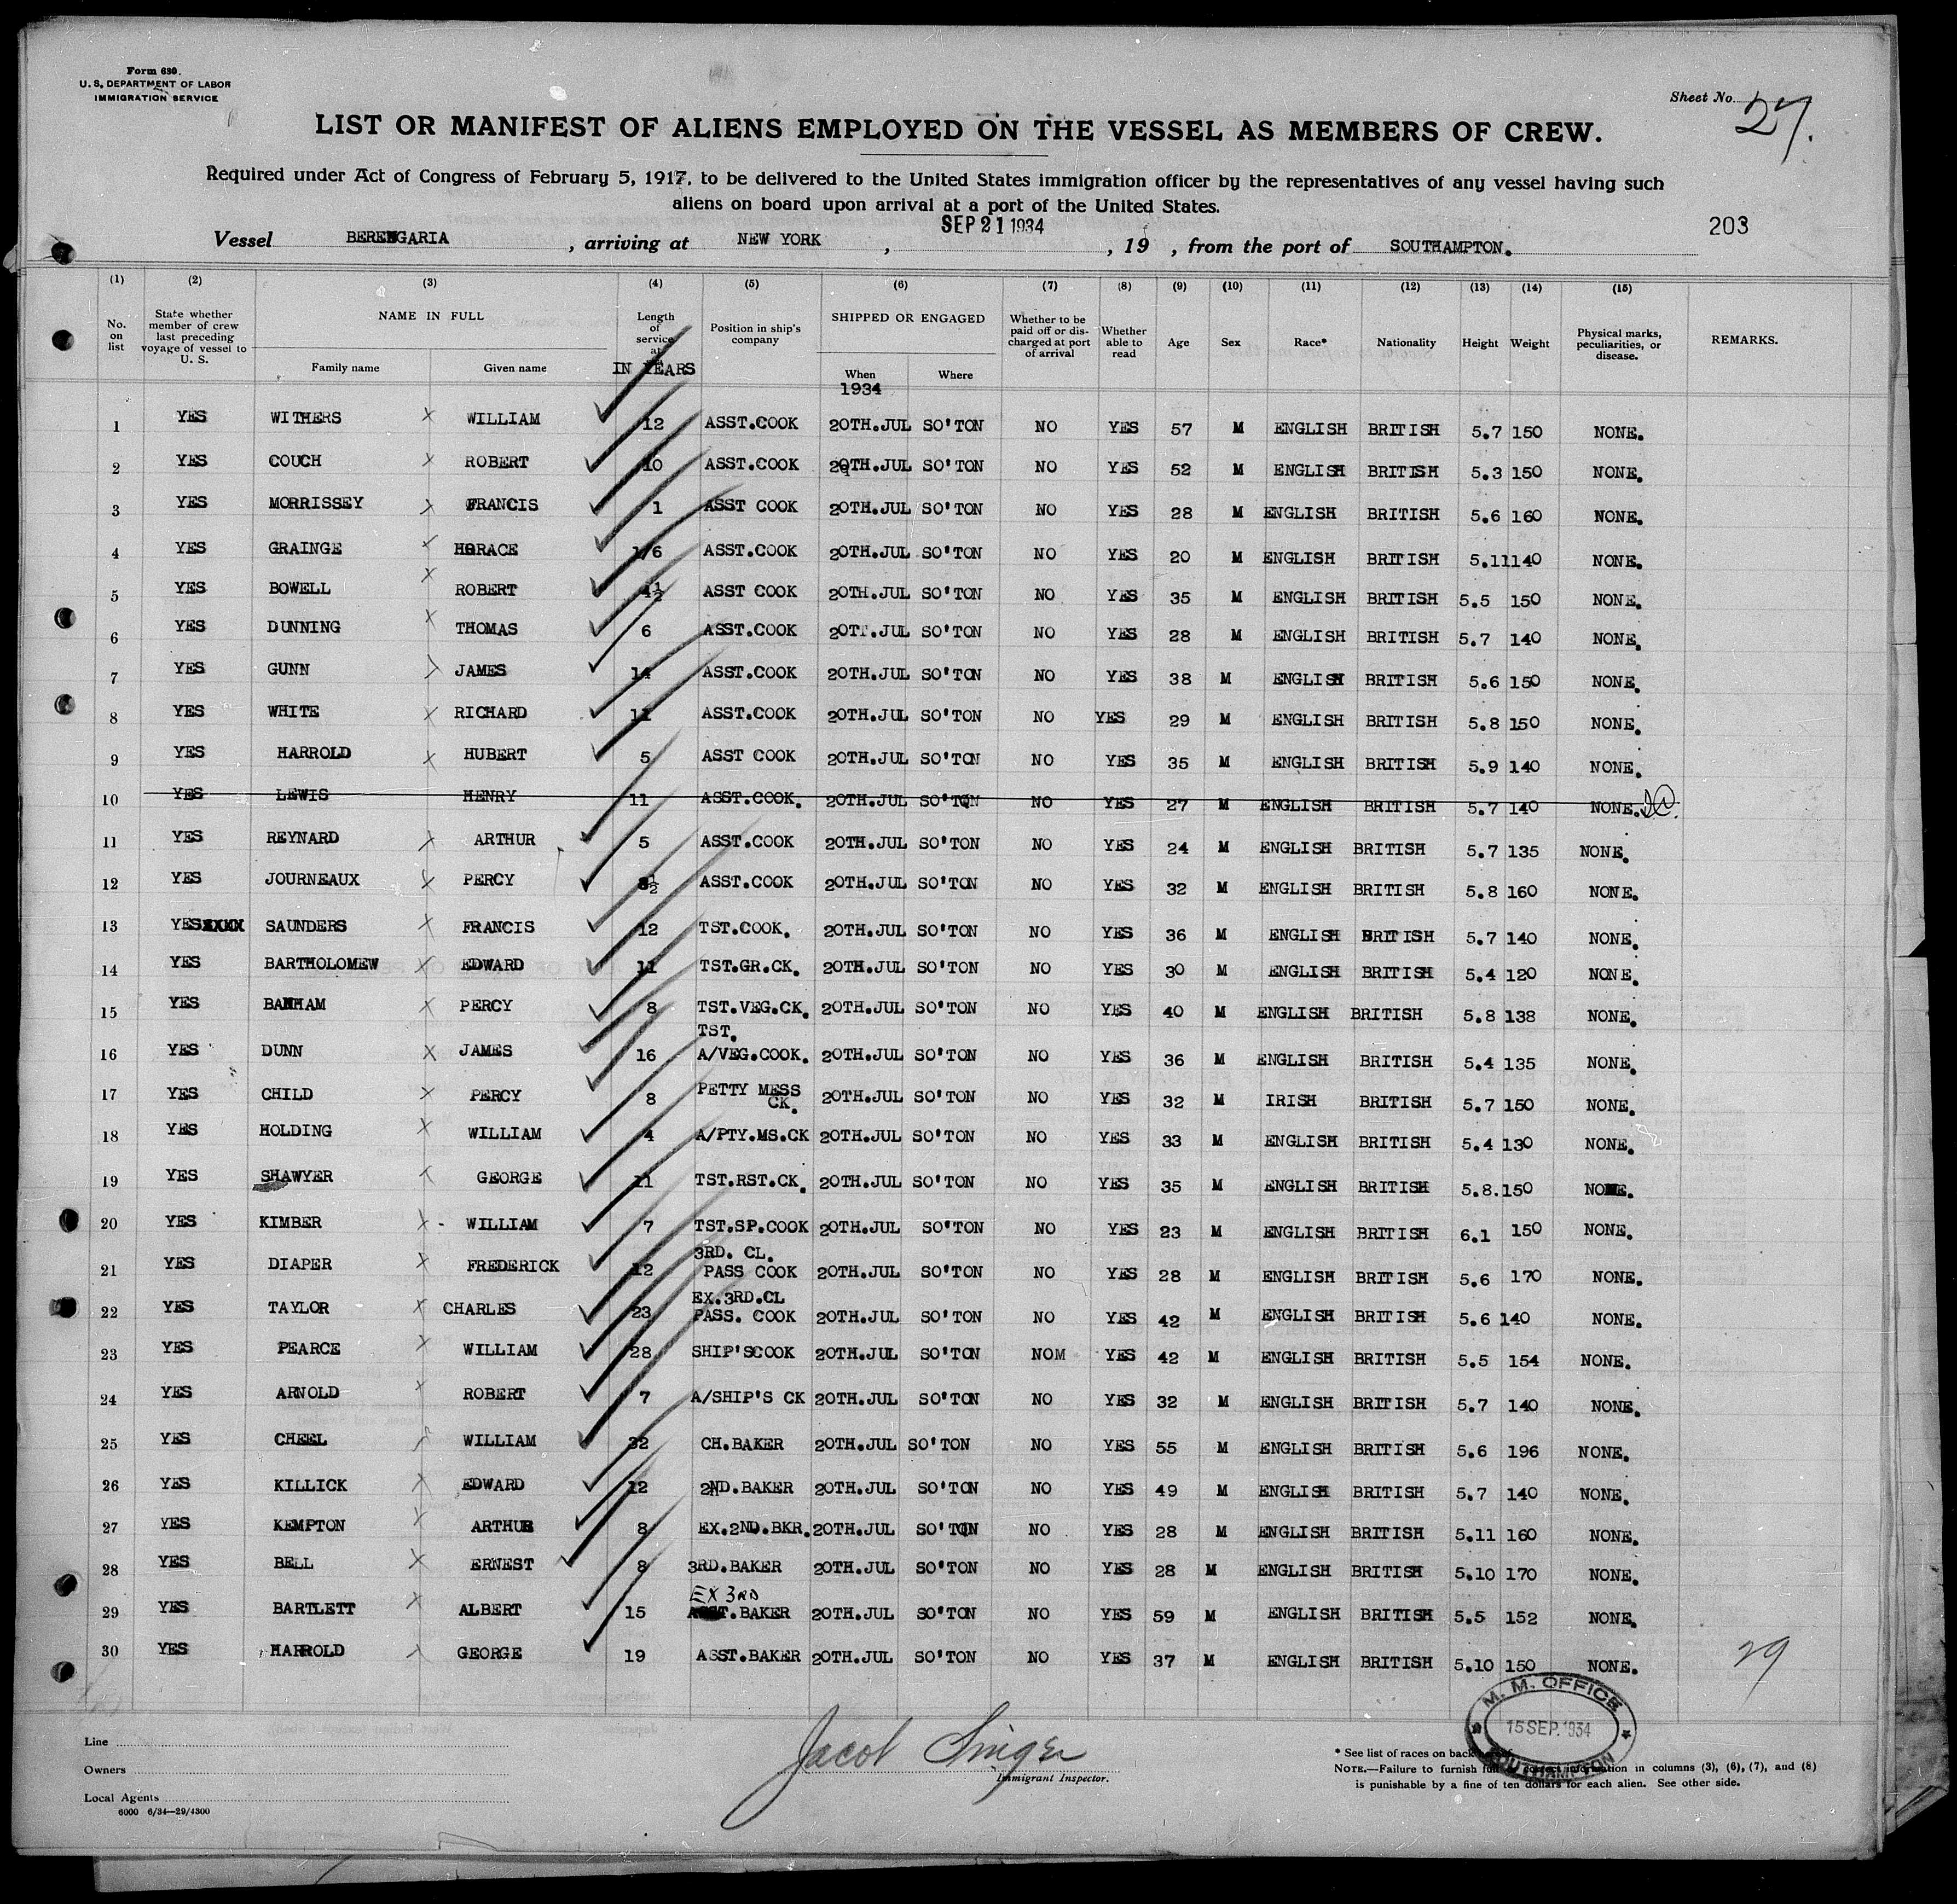 Form 680.
U. S. DEPARTMENT OF LABOR
IMMIGRATION SERVICE
Sheet No. 27.
LIST OR MANIFEST OF ALIENS EMPLOYED ON THE VESSEL AS MEMBERS OF CREW.
Required under Act of Congress of February 5, 1917, to be delivered to the United States immigration officer by the representatives of any vessel having such
aliens on board upon arrival at a port of the United States.
203
Vessel BERENGARIA , arriving at NEW YORK , SEP 21 1934 , 19 , from the port of SOUTHAMPTON.
(1) (2) (3) (4) (5) (6) (7) (8) (9) (10) (11) (12) (13) (14) (15)
No. on list State whether member of crew last preceding voyage of vessel to U. S. NAME IN FULL Family name Given name Length of service at IN YEARS Position in ship's company SHIPPED OR ENGAGED When 1934 Where Whether to be paid off or discharged at port of arrival Whether able to read Age Sex Race* Nationality Height Weight Physical marks, peculiarities, or disease. REMARKS.
1 YES WITHERS X WILLIAM 12 ASST.COOK 20TH.JUL SO'TON NO YES 57 M ENGLISH BRITISH 5.7 150 NONE.
2 YES COUCH X ROBERT 10 ASST.COOK 20TH.JUL SO'TON NO YES 52 M ENGLISH BRITISH 5.3 150 NONE.
3 YES MORRISSEY X FRANCIS 1 ASST COOK 20TH.JUL SO'TON NO YES 28 M ENGLISH BRITISH 5.6 160 NONE.
4 YES GRAINGE X HORACE 1/6 ASST.COOK 20TH.JUL SO'TON NO YES 20 M ENGLISH BRITISH 5.11 140 NONE.
5 YES BOWELL X ROBERT 4½ ASST COOK 20TH.JUL SO'TON NO YES 35 M ENGLISH BRITISH 5.5 150 NONE.
6 YES DUNNING X THOMAS 6 ASST.COOK 20TH.JUL SO'TON NO YES 28 M ENGLISH BRITISH 5.7 140 NONE.
7 YES GUNN X JAMES 14 ASST.COOK 20TH.JUL SO'TON NO YES 38 M ENGLISH BRITISH 5.6 150 NONE.
8 YES WHITE X RICHARD 11 ASST.COOK 20TH.JUL SO'TON NO YES 29 M ENGLISH BRITISH 5.8 150 NONE.
9 YES HARROLD X HUBERT 5 ASST COOK 20TH.JUL SO'TON NO YES 35 M ENGLISH BRITISH 5.9 140 NONE.
10 YES LEWIS HENRY 11 ASST.COOK. 20TH.JUL SO'TON NO YES 27 M ENGLISH BRITISH 5.7 140 NONE.
11 YES REYNARD X ARTHUR 5 ASST.COOK 20TH.JUL SO'TON NO YES 24 M ENGLISH BRITISH 5.7 135 NONE.
12 YES JOURNEAUX X PERCY 8½ ASST.COOK 20TH.JUL SO'TON NO YES 32 M ENGLISH BRITISH 5.8 160 NONE.
13 YESXXXX SAUNDERS X FRANCIS 12 TST.COOK. 20TH.JUL SO'TON NO YES 36 M ENGLISH BRITISH 5.7 140 NONE.
14 YES BARTHOLOMEW X EDWARD 11 TST.GR.CK. 20TH.JUL SO'TON NO YES 30 M ENGLISH BRITISH 5.4 120 NONE.
15 YES BANHAM X PERCY 8 TST.VEG.CK. 20TH.JUL SO'TON NO YES 40 M ENGLISH BRITISH 5.8 138 NONE.
16 YES DUNN X JAMES 16 TST. A/VEG.COOK. 20TH.JUL SO'TON NO YES 36 M ENGLISH BRITISH 5.4 135 NONE.
17 YES CHILD X PERCY 8 PETTY MESS CK. 20TH.JUL SO'TON NO YES 32 M IRISH BRITISH 5.7 150 NONE.
18 YES HOLDING X WILLIAM 4 A/PTY.MS.CK 20TH.JUL SO'TON NO YES 33 M ENGLISH BRITISH 5.4 130 NONE.
19 YES SHAWYER X GEORGE 11 TST.RST.CK. 20TH.JUL SO'TON NO YES 35 M ENGLISH BRITISH 5.8. 150 NONE.
20 YES KIMBER X WILLIAM 7 TST.SP.COOK 20TH.JUL SO'TON NO YES 23 M ENGLISH BRITISH 6.1 150 NONE.
21 YES DIAPER X FREDERICK 12 3RD. CL. PASS COOK 20TH.JUL SO'TON NO YES 28 M ENGLISH BRITISH 5.6 170 NONE.
22 YES TAYLOR X CHARLES 23 EX.3RD.CL PASS. COOK 20TH.JUL SO'TON NO YES 42 M ENGLISH BRITISH 5.6 140 NONE.
23 YES PEARCE X WILLIAM 28 SHIP'SCOOK 20TH.JUL SO'TON NOM YES 42 M ENGLISH BRITISH 5.5 154 NONE.
24 YES ARNOLD X ROBERT 7 A/SHIP'S CK 20TH.JUL SO'TON NO YES 32 M ENGLISH BRITISH 5.7 140 NONE.
25 YES CHEEL X WILLIAM 32 CH.BAKER 20TH.JUL SO'TON NO YES 55 M ENGLISH BRITISH 5.6 196 NONE.
26 YES KILLICK X EDWARD 12 2ND.BAKER 20TH.JUL SO'TON NO YES 49 M ENGLISH BRITISH 5.7 140 NONE.
27 YES KEMPTON X ARTHUR 8 EX.2ND.BKR. 20TH.JUL SO'TON NO YES 28 M ENGLISH BRITISH 5.11 160 NONE.
28 YES BELL X ERNEST 8 3RD.BAKER 20TH.JUL SO'TON NO YES 28 M ENGLISH BRITISH 5.10 170 NONE.
29 YES BARTLETT X ALBERT 15 EX 3RD BAKER 20TH.JUL SO'TON NO YES 59 M ENGLISH BRITISH 5.5 152 NONE.
30 YES HARROLD X GEORGE 19 ASST.BAKER 20TH.JUL SO'TON NO YES 37 M ENGLISH BRITISH 5.10 150 NONE.
29
M. M. OFFICE
15 SEP. 1934
SOUTHAMPTON
Line
Owners
Local Agents
6000 6/34—29/4300
Jacob Singer
Immigrant Inspector.
* See list of races on back
NOTE.—Failure to furnish full or correct information in columns (3), (6), (7), and (8)
is punishable by a fine of ten dollars for each alien. See other side.